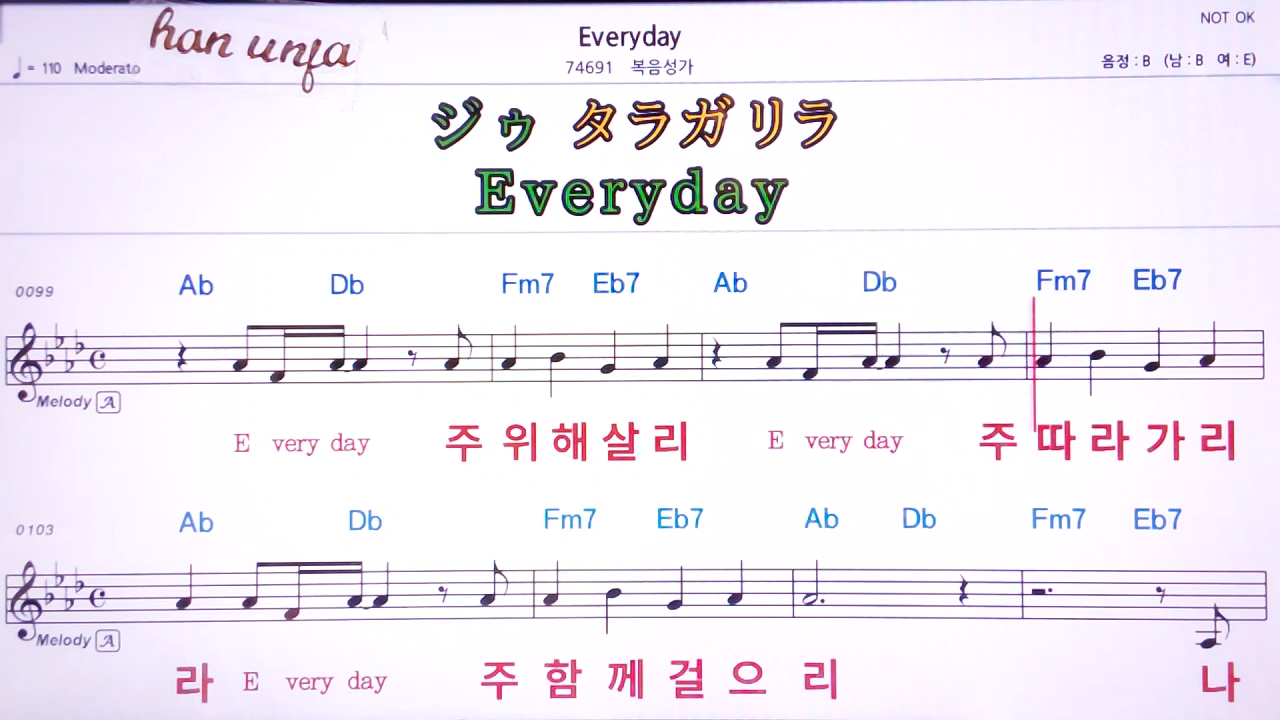 han unfa
Everyday
NOT OK
♩= 110 Moderato
74691 복음성가
음정 : B (남 : B 여 : E)
ジゥ タラガリラ
Everyday
0099 Ab Db Fm7 Eb7 Ab Db Fm7 Eb7
Melody A
E very day 주 위 해 살 리 E very day 주 따 라 가 리
0103 Ab Db Fm7 Eb7 Ab Db Fm7 Eb7
Melody A
라 E very day 주 함 께 걸 으 리 나